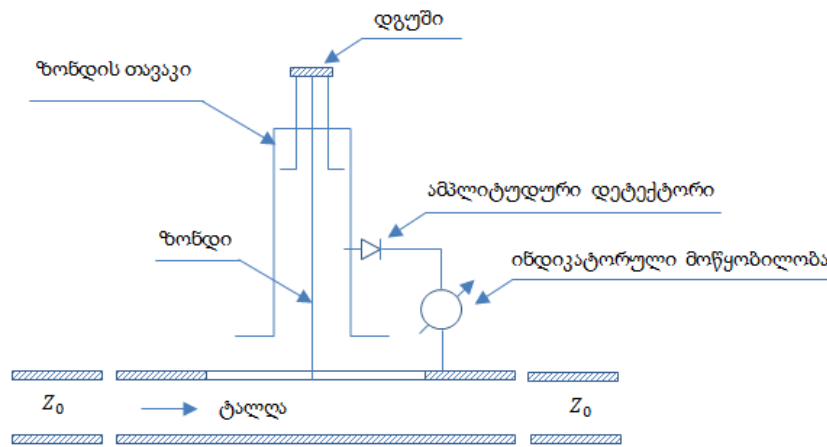 დგუში
ზონდის თავაკი
ამპლიტუდური დეტექტორი
ზონდი
ინდიკატორული მოწყობილობა
Z₀
ტალღა
Z₀